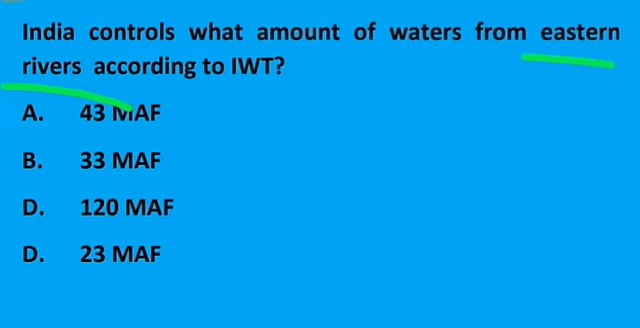 India controls what amount of waters from eastern
rivers according to IWT?
A. 43 MAF
B. 33 MAF
D. 120 MAF
D. 23 MAF